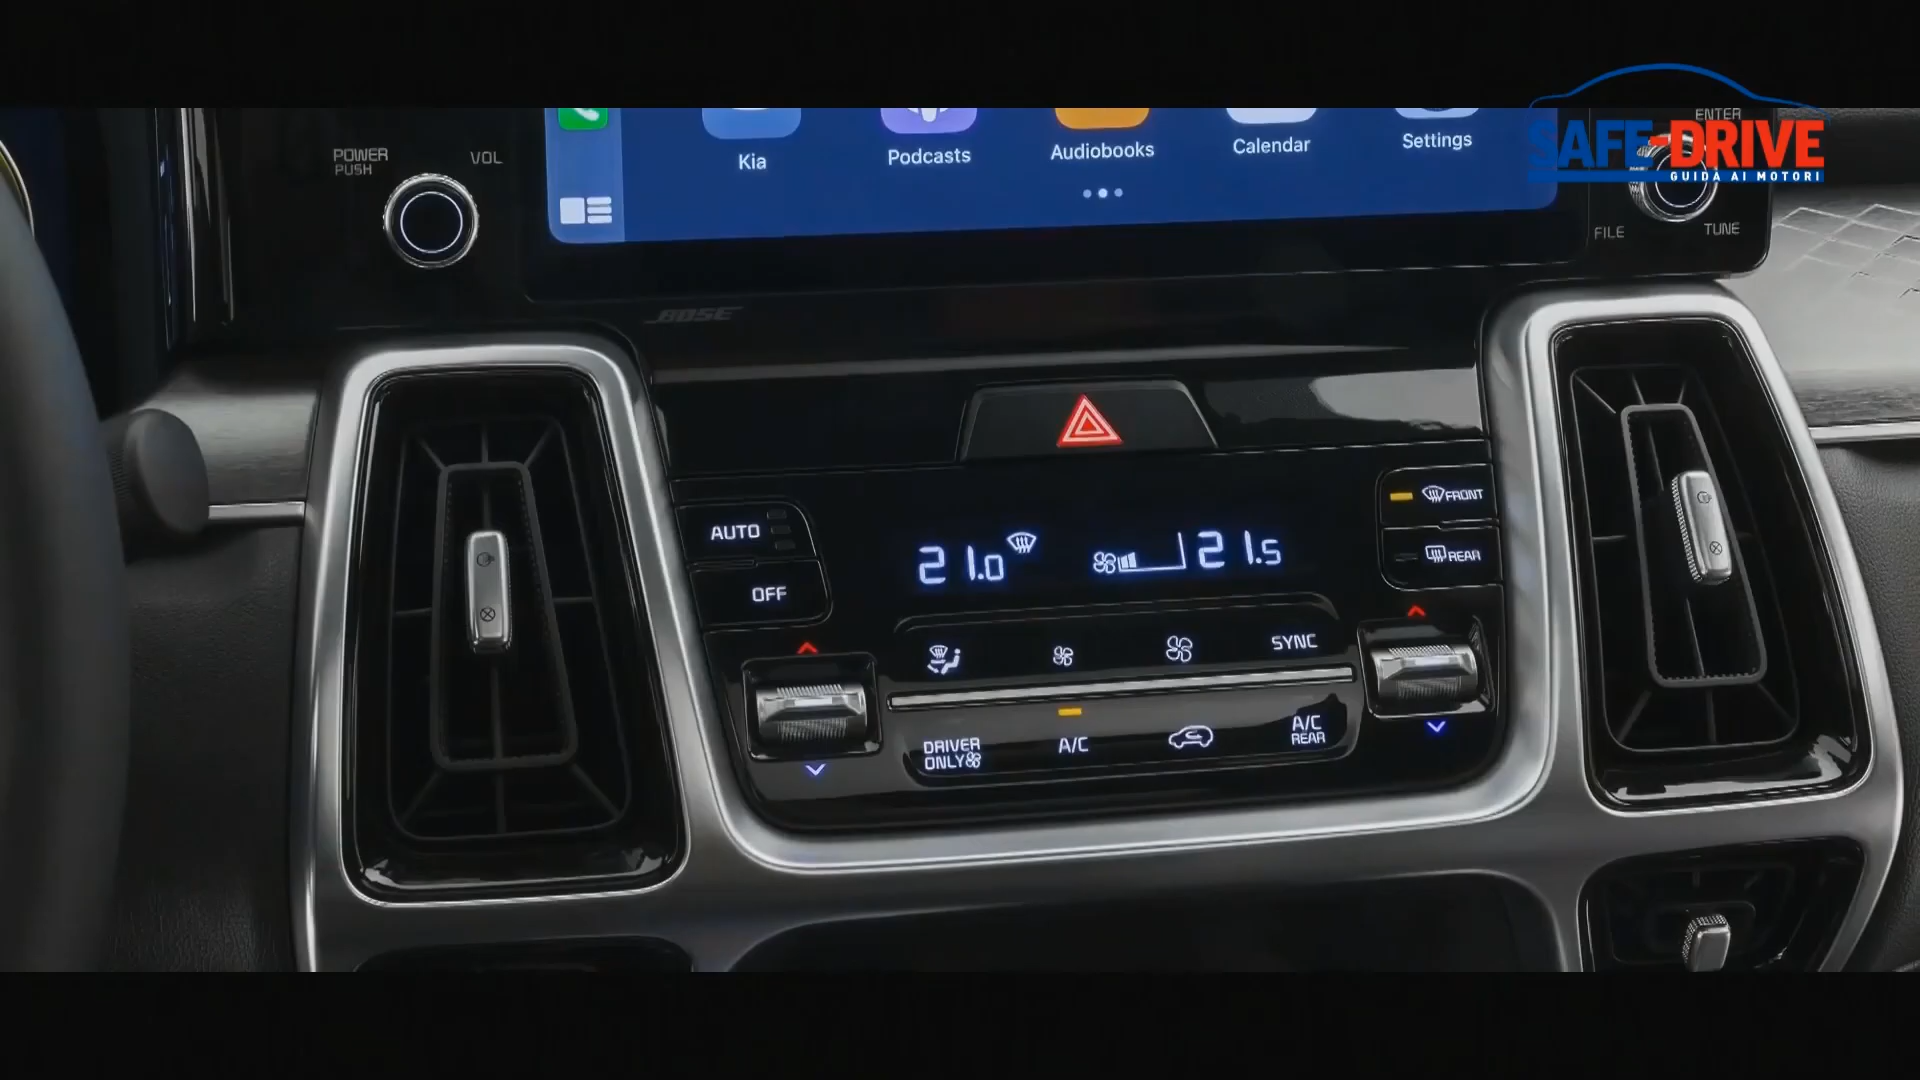 SAFE-DRIVE
GUIDA AI MOTORI
ENTER
POWER
PUSH
VOL
Kia
Podcasts
Audiobooks
Calendar
Settings
FILE
TUNE
BOSE
AUTO
OFF
21.0
21.5
FRONT
REAR
SYNC
DRIVER
ONLY
A/C
A/C
REAR